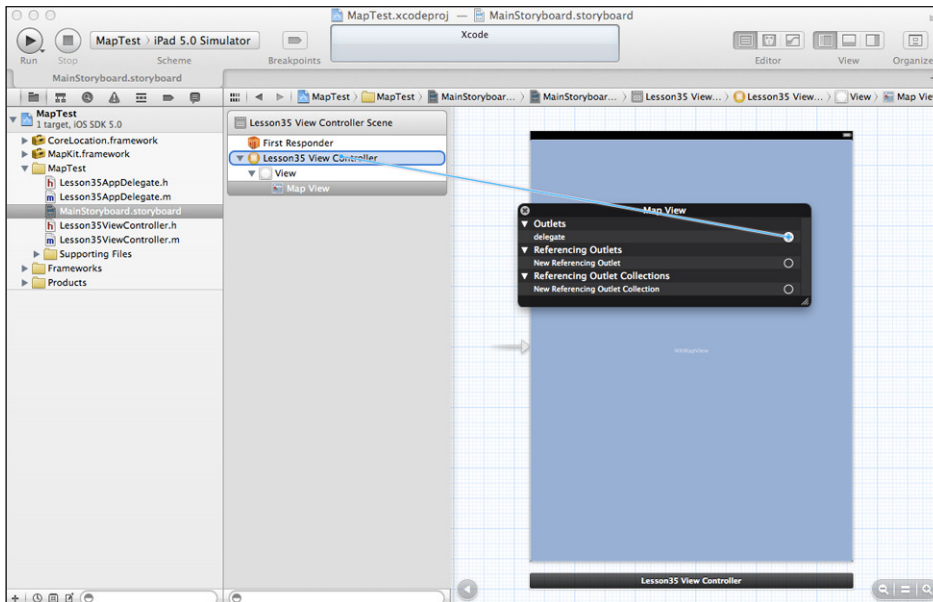 MapTest.xcodeproj — MainStoryboard.storyboard
MapTest › iPad 5.0 Simulator
Xcode
Run
Stop
Scheme
Breakpoints
Editor
View
Organize
MainStoryboard.storyboard
MapTest › MapTest › MainStoryboar... › MainStoryboar... › Lesson35 View... › Lesson35 View... › View › Map Vie
MapTest
1 target, iOS SDK 5.0
CoreLocation.framework
MapKit.framework
MapTest
h Lesson35AppDelegate.h
m Lesson35AppDelegate.m
MainStoryboard.storyboard
h Lesson35ViewController.h
m Lesson35ViewController.m
Supporting Files
Frameworks
Products
Lesson35 View Controller Scene
First Responder
Lesson35 View Controller
View
Map View
Map View
Outlets
delegate
Referencing Outlets
New Referencing Outlet
Referencing Outlet Collections
New Referencing Outlet Collection
MKMapView
Lesson35 View Controller